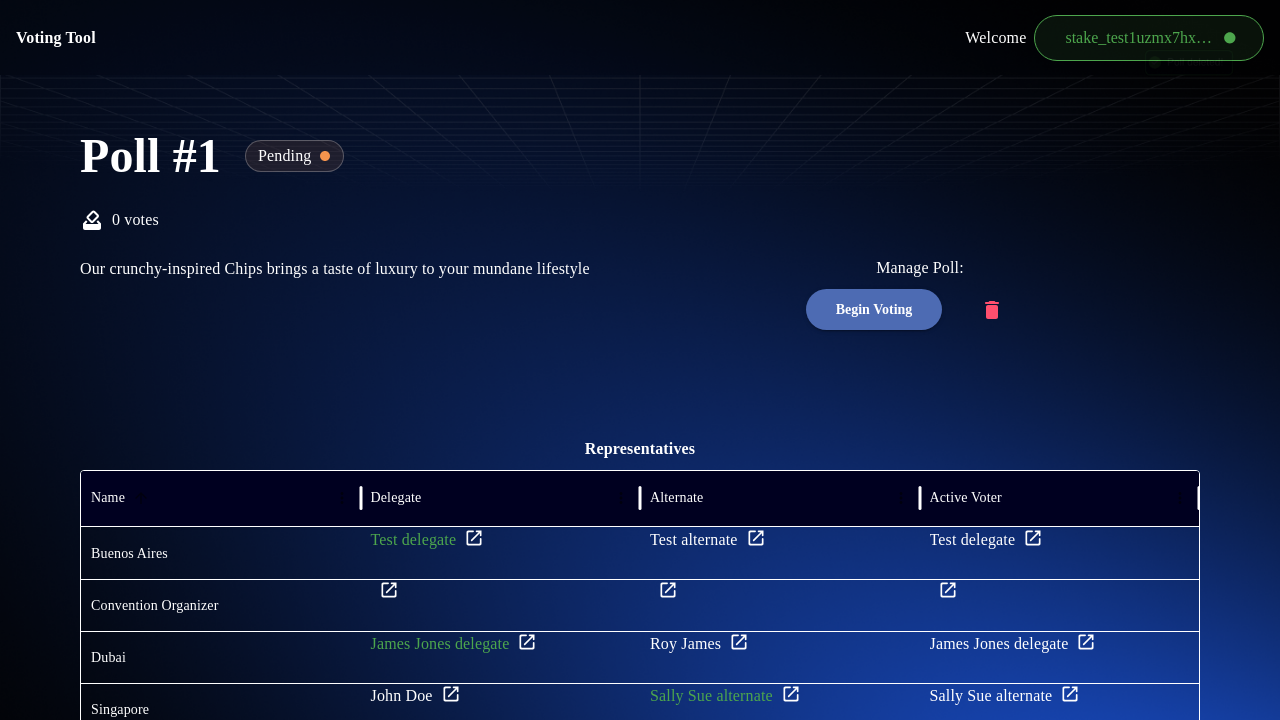 Voting Tool
Welcome
stake_test1uzmx7hx…
Poll #1
Pending
0 votes
Our crunchy-inspired Chips brings a taste of luxury to your mundane lifestyle
Manage Poll:
Begin Voting
Representatives
Name Delegate Alternate Active Voter
Buenos Aires Test delegate Test alternate Test delegate
Convention Organizer
Dubai James Jones delegate Roy James James Jones delegate
Singapore John Doe Sally Sue alternate Sally Sue alternate